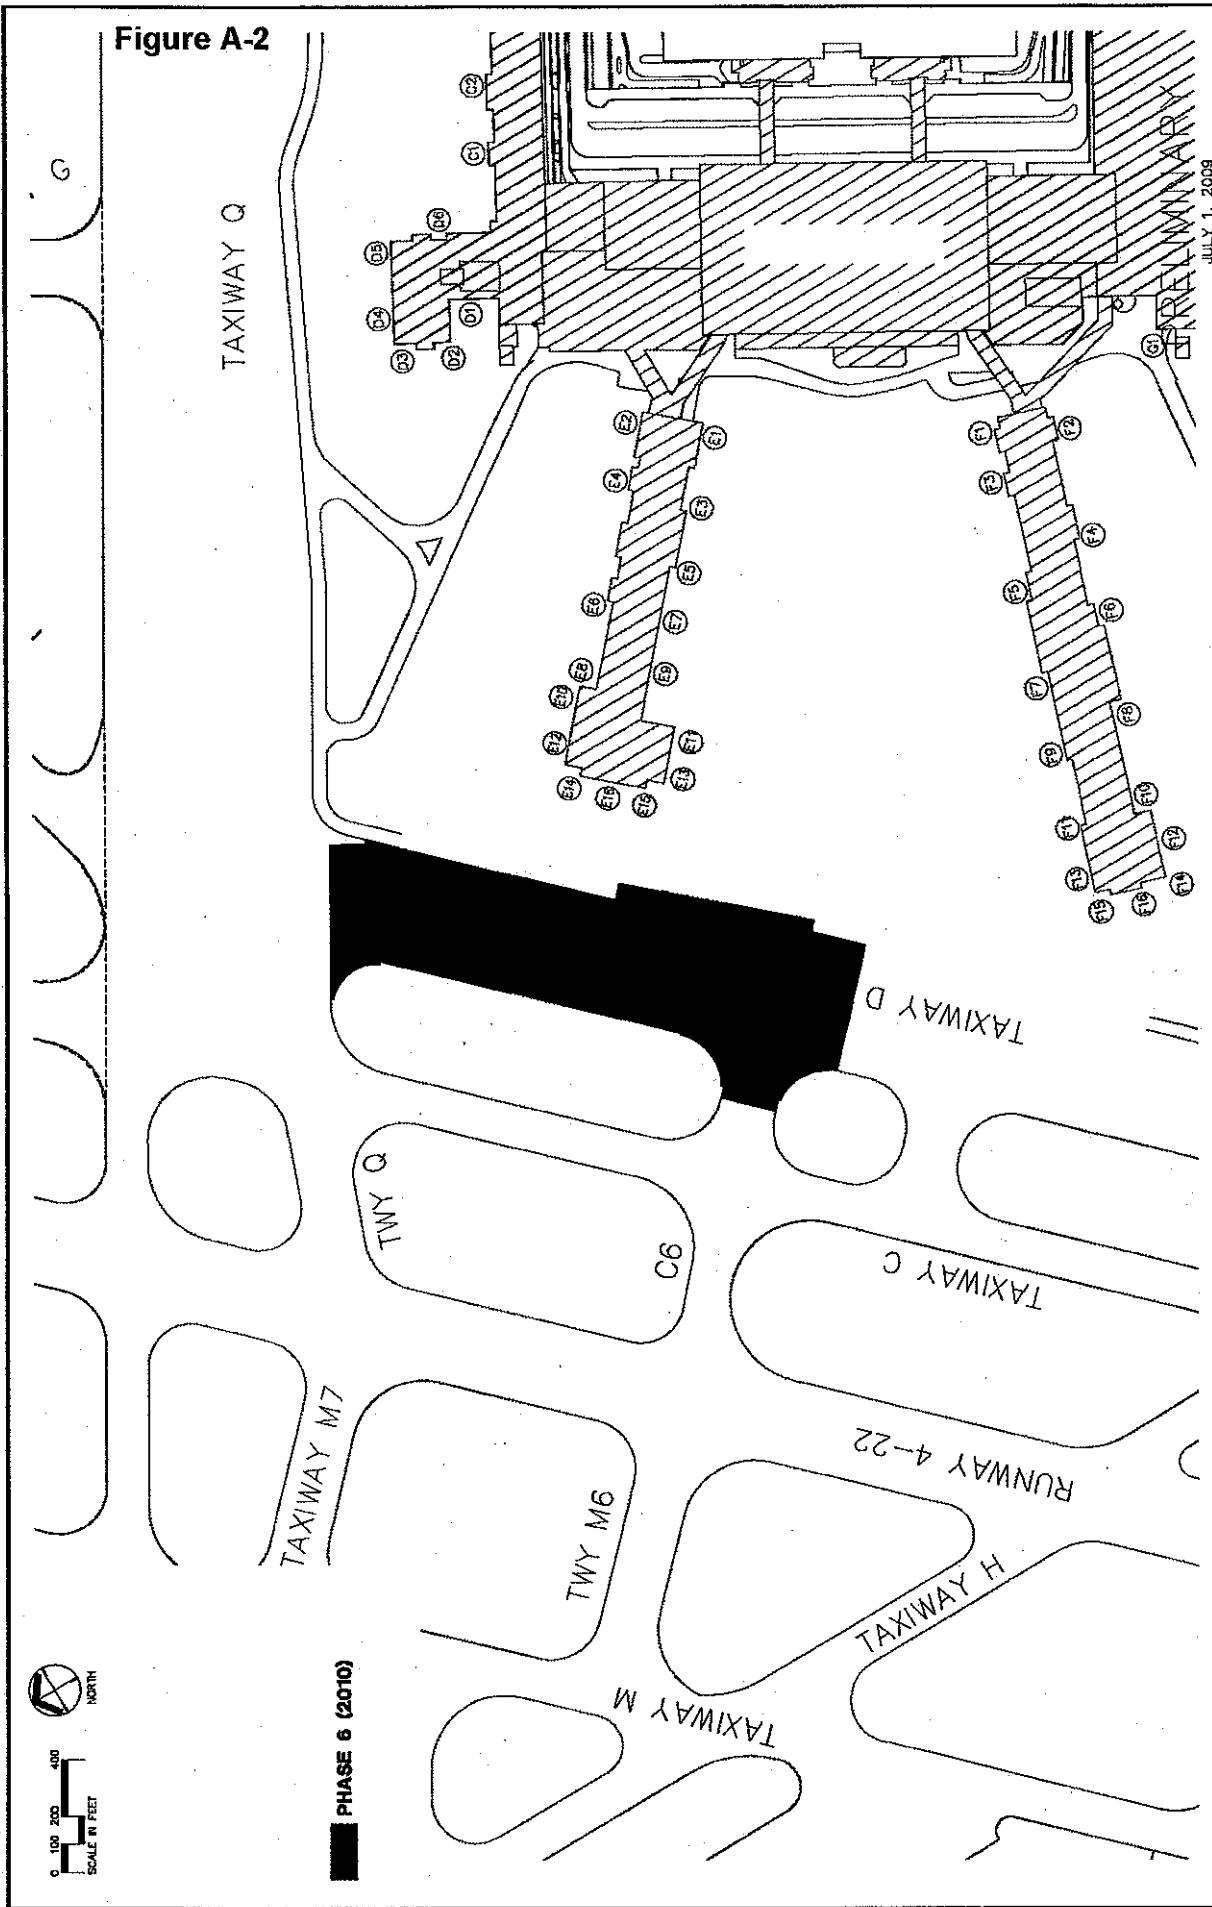 Figure A-2
G
TAXIWAY Q
C2
C1
D6
D5
D4
D3
D2
D1
PRELIMINARY
JULY 1, 2009
G1
E2
E1
E4
E3
E6
E5
E7
E8
E9
E10
E12
E11
E14
E16
E15
E13
F1
F2
F3
F4
F5
F6
F7
F8
F9
F10
F11
F12
F13
F14
F15
F16
TAXIWAY D
TWY Q
C6
TAXIWAY C
TAXIWAY M7
RUNWAY 4-22
TWY M6
TAXIWAY H
TAXIWAY M
NORTH
0 100 200 400
SCALE IN FEET
PHASE 6 (2010)